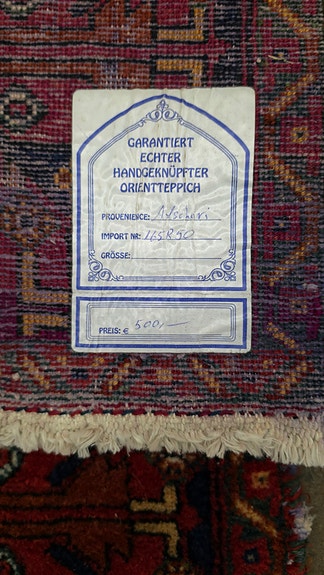 GARANTIERT
ECHTER
HANDGEKNÜPFTER
ORIENTTEPPICH
PROVENIENCE:
IMPORT NR:
GRÖSSE:
PREIS: € 500,—